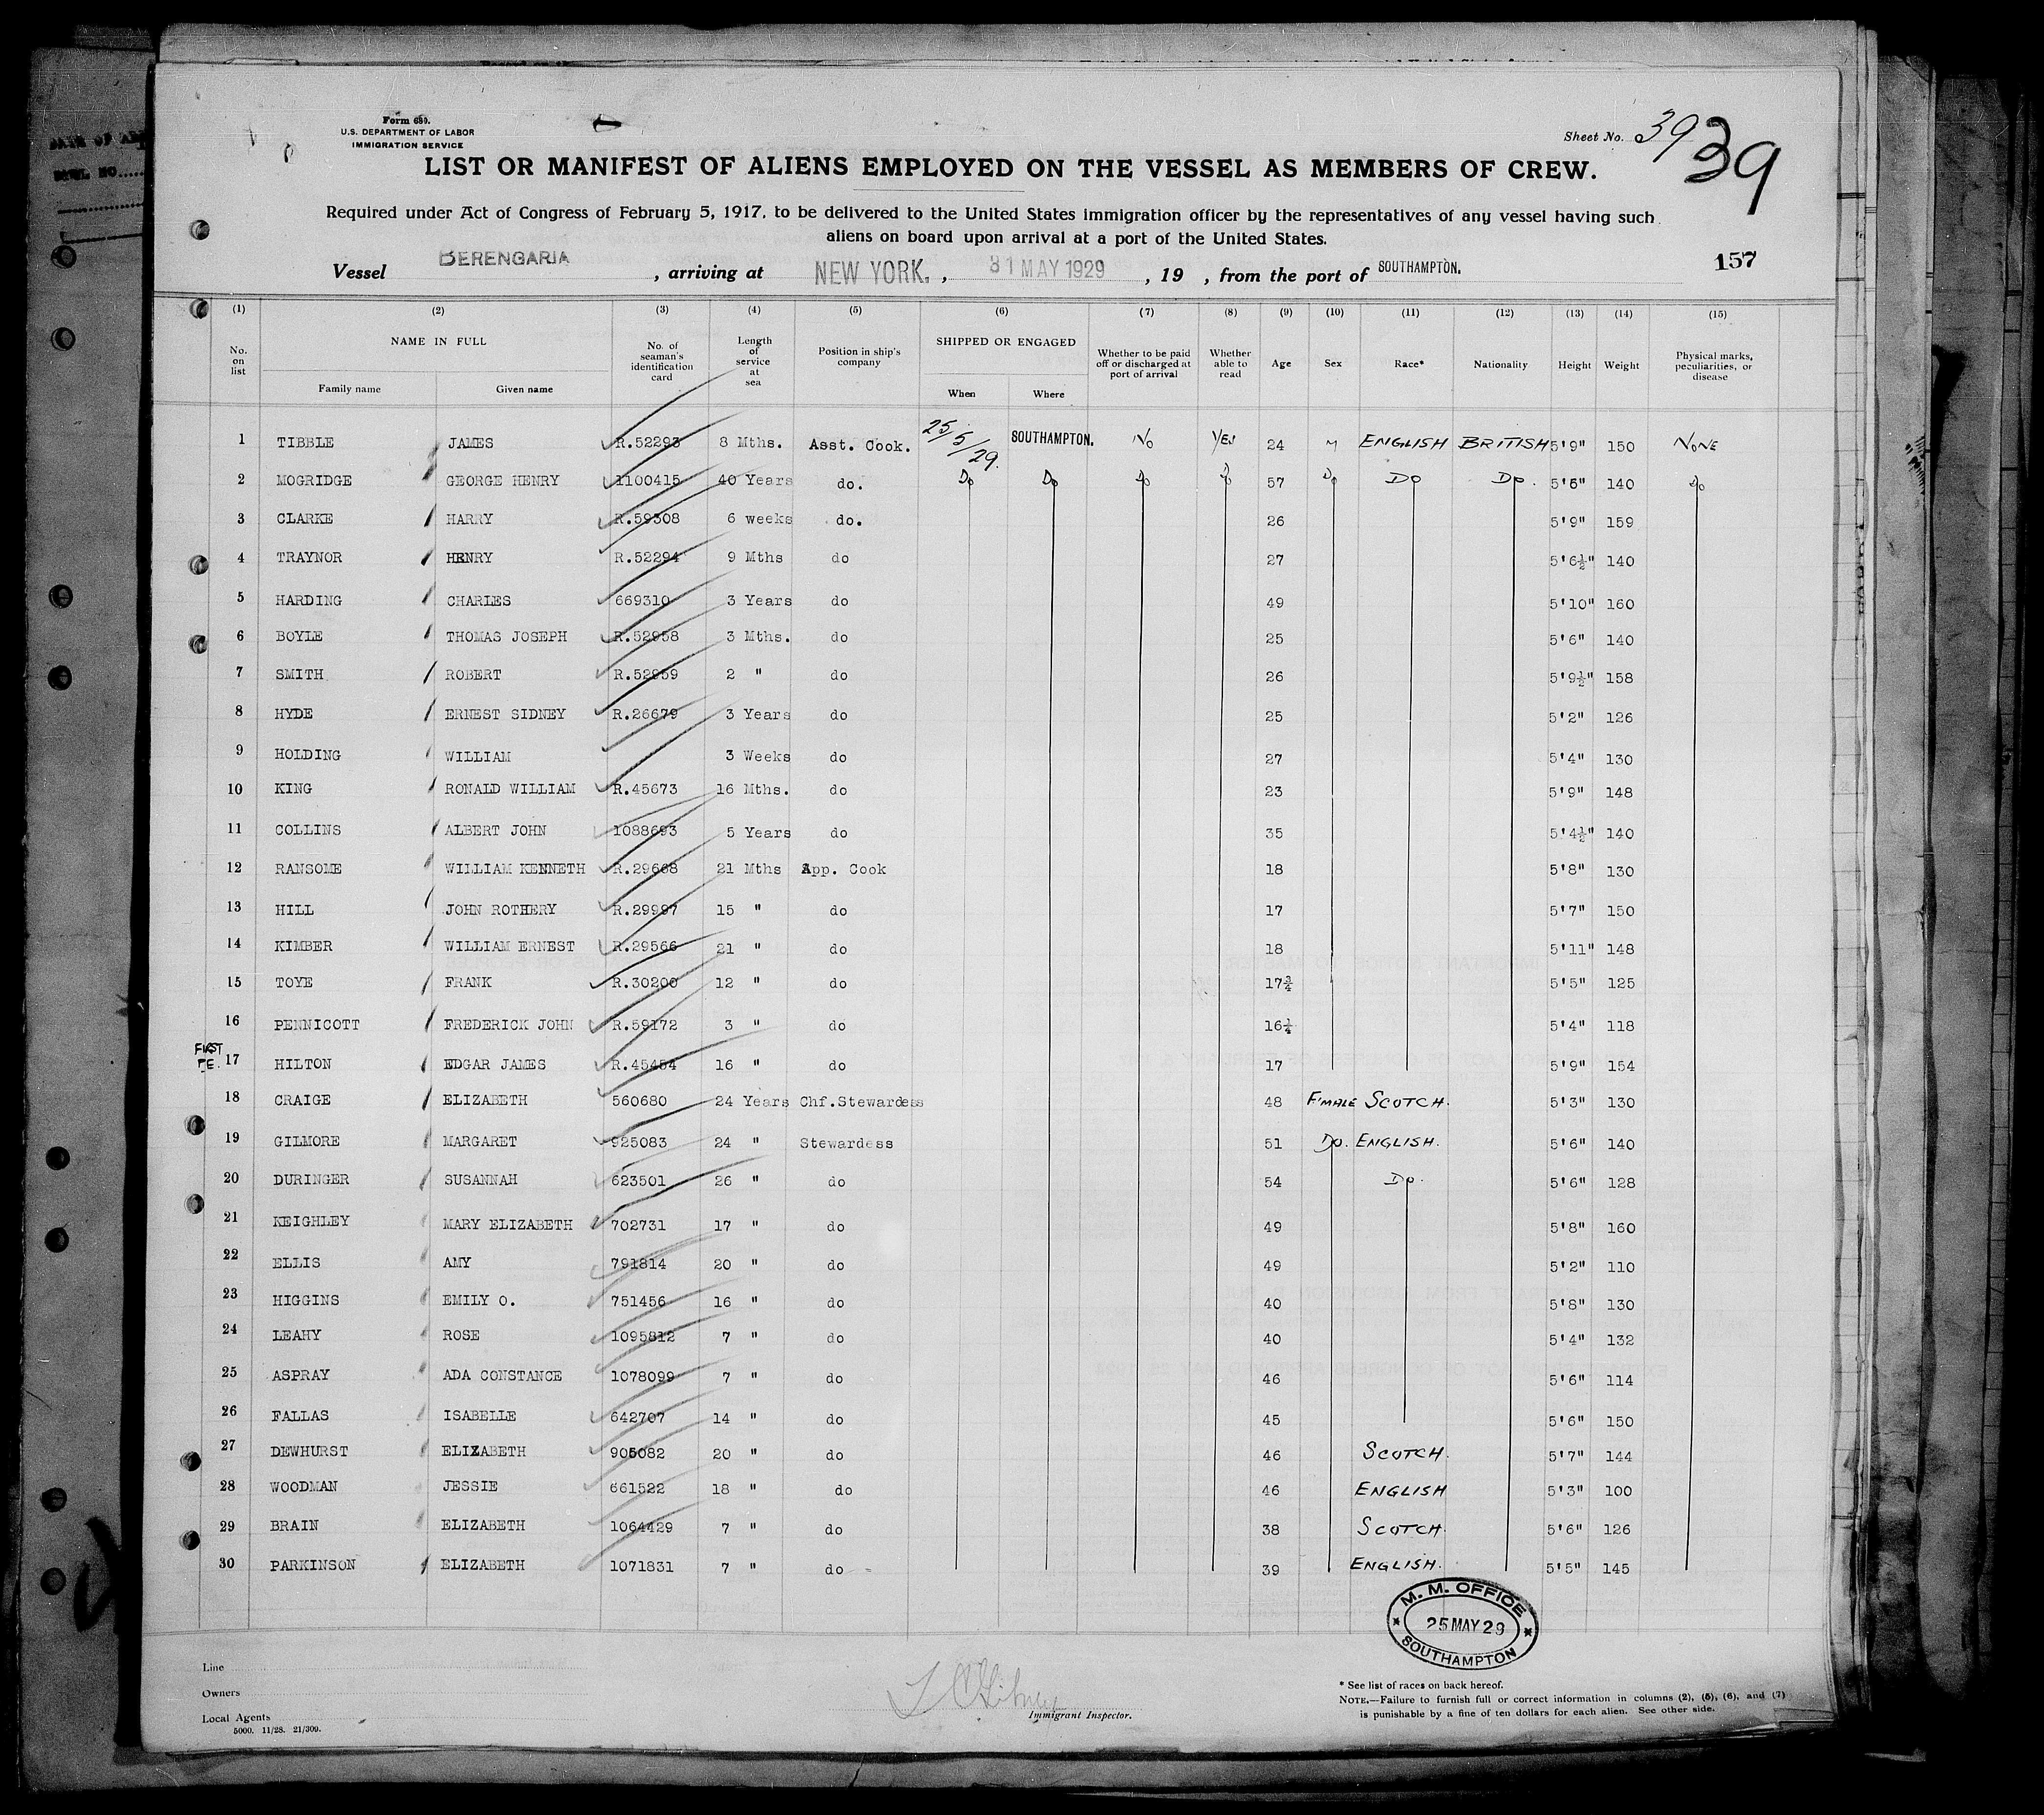 Form 689.
U.S. DEPARTMENT OF LABOR
IMMIGRATION SERVICE
Sheet No. 39 39
LIST OR MANIFEST OF ALIENS EMPLOYED ON THE VESSEL AS MEMBERS OF CREW.
Required under Act of Congress of February 5, 1917, to be delivered to the United States immigration officer by the representatives of any vessel having such
aliens on board upon arrival at a port of the United States.
157
Vessel BERENGARIA, arriving at NEW YORK., 31 MAY 1929, 19 , from the port of SOUTHAMPTON.
(1) (2) (3) (4) (5) (6) (7) (8) (9) (10) (11) (12) (13) (14) (15)
No. on list NAME IN FULL Family name Given name No. of seaman's identification card Length of service at sea Position in ship's company SHIPPED OR ENGAGED When Where Whether to be paid off or discharged at port of arrival Whether able to read Age Sex Race* Nationality Height Weight Physical marks, peculiarities, or disease
1 TIBBLE JAMES R.52293 8 Mths. Asst. Cook. 25/5/29. SOUTHAMPTON. No Yes 24 M ENGLISH BRITISH 5'9" 150 NONE
2 MOGRIDGE GEORGE HENRY 1100415 40 Years do. Do Do Do Do 57 Do Do Do. 5'6" 140 Do
3 CLARKE HARRY R.59308 6 weeks do. 26 5'9" 159
4 TRAYNOR HENRY R.52294 9 Mths do 27 5'6½" 140
5 HARDING CHARLES 669310 3 Years do 49 5'10" 160
6 BOYLE THOMAS JOSEPH R.52958 3 Mths. do 25 5'6" 140
7 SMITH ROBERT R.52959 2 " do 26 5'9½" 158
8 HYDE ERNEST SIDNEY R.26679 3 Years do 25 5'2" 126
9 HOLDING WILLIAM 3 Weeks do 27 5'4" 130
10 KING RONALD WILLIAM R.45673 16 Mths. do 23 5'9" 148
11 COLLINS ALBERT JOHN 1088693 5 Years do 35 5'4½" 140
12 RANSOME WILLIAM KENNETH R.29668 21 Mths App. Cook 18 5'8" 130
13 HILL JOHN ROTHERY R.29997 15 " do 17 5'7" 150
14 KIMBER WILLIAM ERNEST R.29566 21 " do 18 5'11" 148
15 TOYE FRANK R.30200 12 " do 17¾ 5'5" 125
16 PENNICOTT FREDERICK JOHN R.59172 3 " do 16¼ 5'4" 118
FIRST
17 HILTON EDGAR JAMES R.45454 16 " do 17 5'9" 154
18 CRAIGE ELIZABETH 560680 24 Years Chf.Stewardess 48 FEMALE SCOTCH. 5'3" 130
19 GILMORE MARGARET 925083 24 " Stewardess 51 Do. ENGLISH. 5'6" 140
20 DURINGER SUSANNAH 623501 26 " do 54 Do. 5'6" 128
21 KEIGHLEY MARY ELIZABETH 702731 17 " do 49 5'8" 160
22 ELLIS AMY 791814 20 " do 49 5'2" 110
23 HIGGINS EMILY O. 751456 16 " do 40 5'8" 130
24 LEAHY ROSE 1095812 7 " do 40 5'4" 132
25 ASPRAY ADA CONSTANCE 1078099 7 " do 46 5'6" 114
26 FALLAS ISABELLE 642707 14 " do 45 5'6" 150
27 DEWHURST ELIZABETH 905082 20 " do 46 SCOTCH. 5'7" 144
28 WOODMAN JESSIE 661522 18 " do 46 ENGLISH 5'3" 100
29 BRAIN ELIZABETH 1064429 7 " do 38 SCOTCH. 5'6" 126
30 PARKINSON ELIZABETH 1071831 7 " do 39 ENGLISH. 5'5" 145
M. M. OFFICE
25 MAY 29
SOUTHAMPTON
Line
Owners
Local Agents
5000. 11/28. 21/309.
Immigrant Inspector.
* See list of races on back hereof.
NOTE.—Failure to furnish full or correct information in columns (2), (5), (6), and (7)
is punishable by a fine of ten dollars for each alien. See other side.